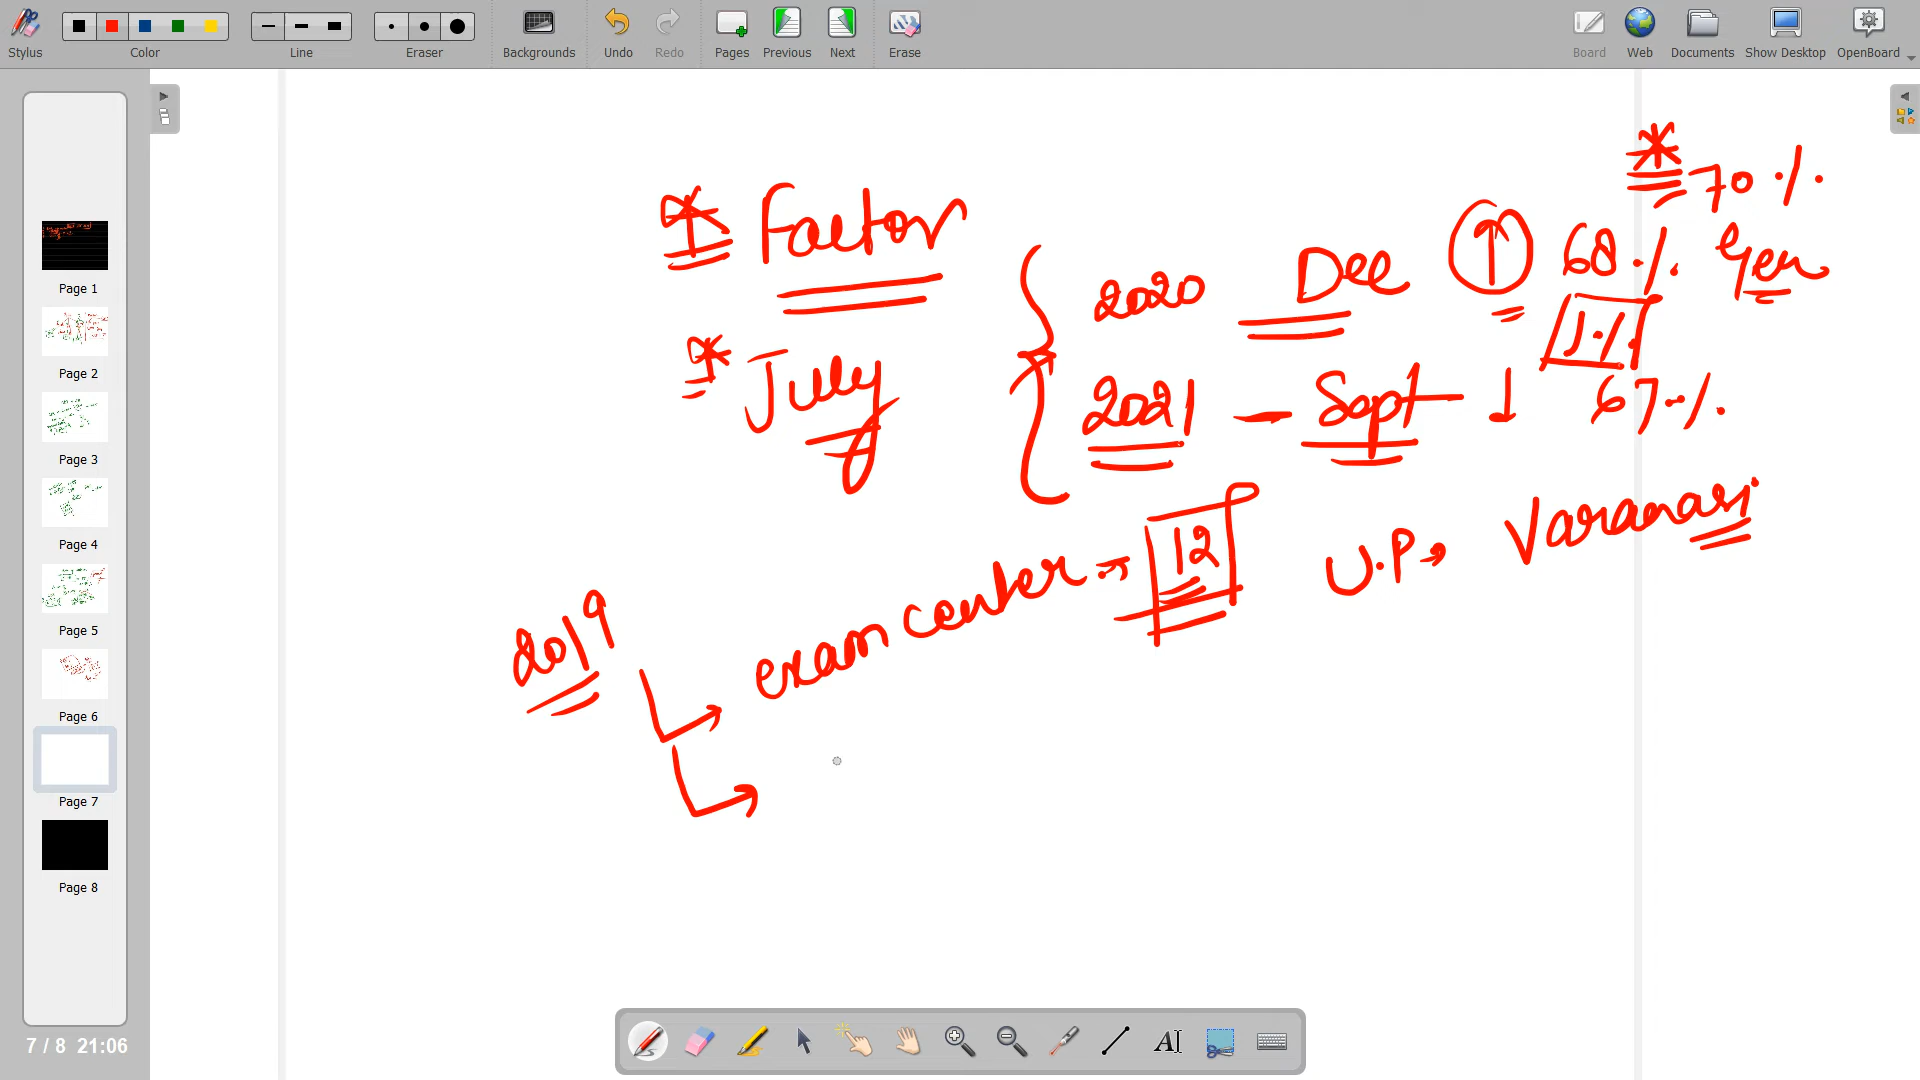 Stylus
Color
Line
Eraser
Backgrounds
Undo
Redo
Pages
Previous
Next
Erase
Board
Web
Documents
Show Desktop
OpenBoard
Page 1
Page 2
Page 3
Page 4
Page 5
Page 6
Page 7
Page 8
7 / 8 21:06
* Factor
* 70 %
2020 Dec ↑ 68 % Gen
1 %
* July
2021 - Sept ↓ 67 %
2019
exam center → 12 U.P → Varanasi